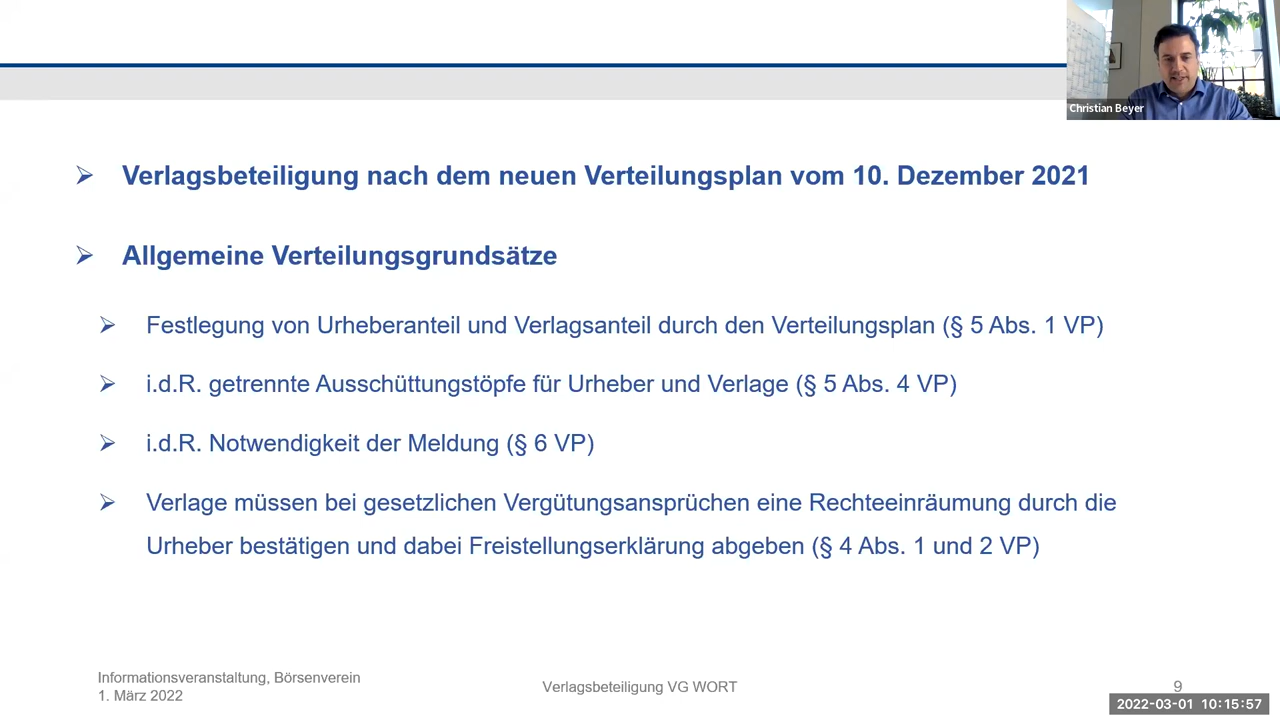 Christian Beyer
Verlagsbeteiligung nach dem neuen Verteilungsplan vom 10. Dezember 2021
Allgemeine Verteilungsgrundsätze
Festlegung von Urheberanteil und Verlagsanteil durch den Verteilungsplan (§ 5 Abs. 1 VP)
i.d.R. getrennte Ausschüttungstöpfe für Urheber und Verlage (§ 5 Abs. 4 VP)
i.d.R. Notwendigkeit der Meldung (§ 6 VP)
Verlage müssen bei gesetzlichen Vergütungsansprüchen eine Rechteeinräumung durch die
Urheber bestätigen und dabei Freistellungserklärung abgeben (§ 4 Abs. 1 und 2 VP)
Informationsveranstaltung, Börsenverein
1. März 2022
Verlagsbeteiligung VG WORT
9
2022-03-01 10:15:57